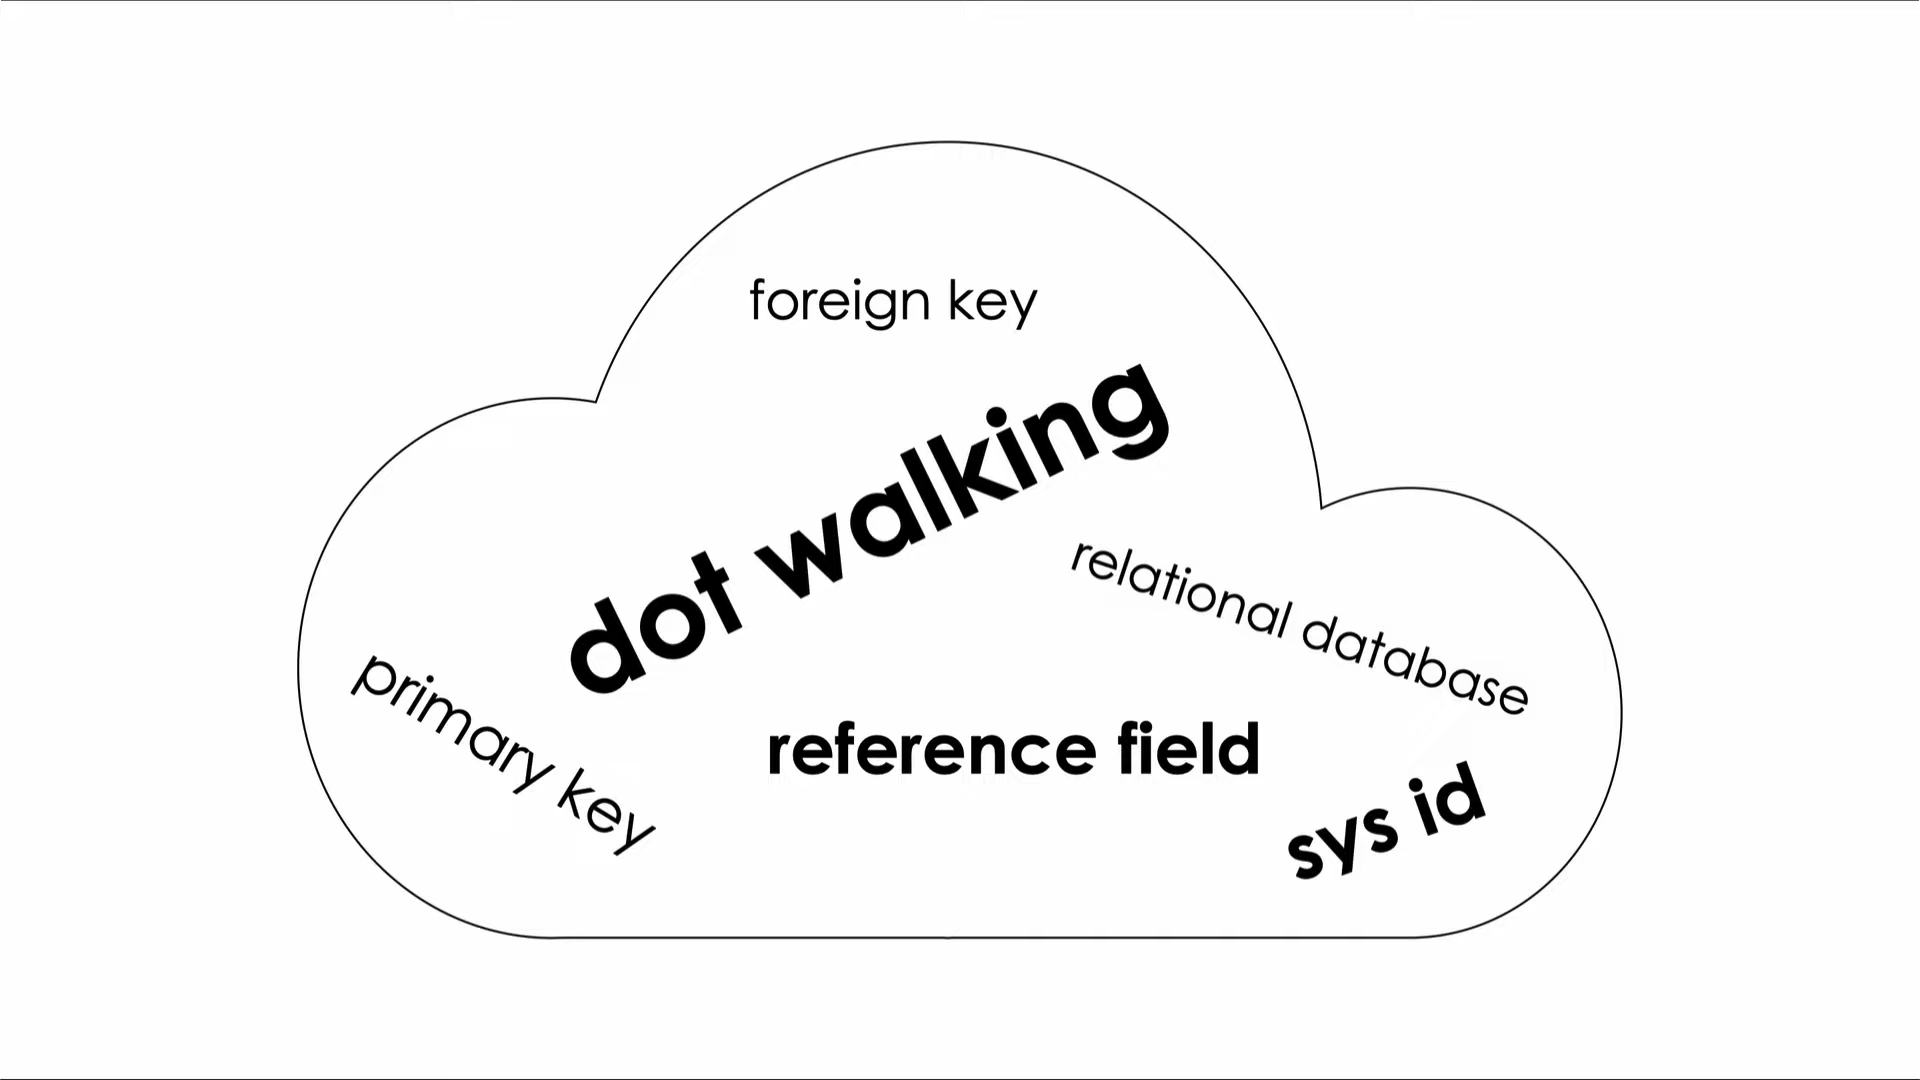 foreign key
dot walking
relational database
primary key
reference field
sys id